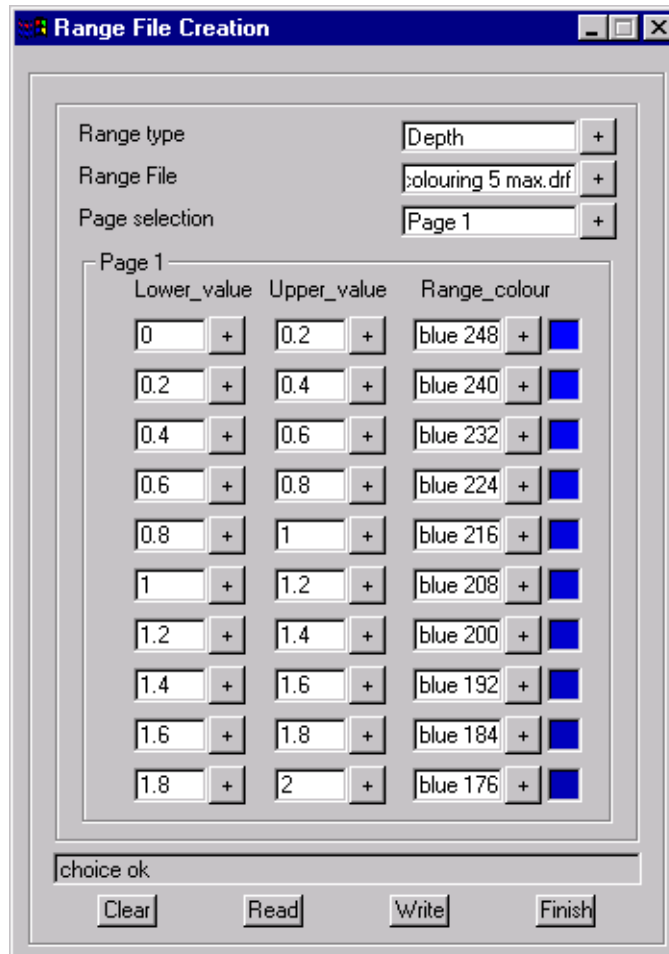 Range File Creation
Range type Depth +
Range File colouring 5 max.drf +
Page selection Page 1 +
Page 1
Lower_value Upper_value Range_colour
0 + 0.2 + blue 248 +
0.2 + 0.4 + blue 240 +
0.4 + 0.6 + blue 232 +
0.6 + 0.8 + blue 224 +
0.8 + 1 + blue 216 +
1 + 1.2 + blue 208 +
1.2 + 1.4 + blue 200 +
1.4 + 1.6 + blue 192 +
1.6 + 1.8 + blue 184 +
1.8 + 2 + blue 176 +
choice ok
Clear Read Write Finish